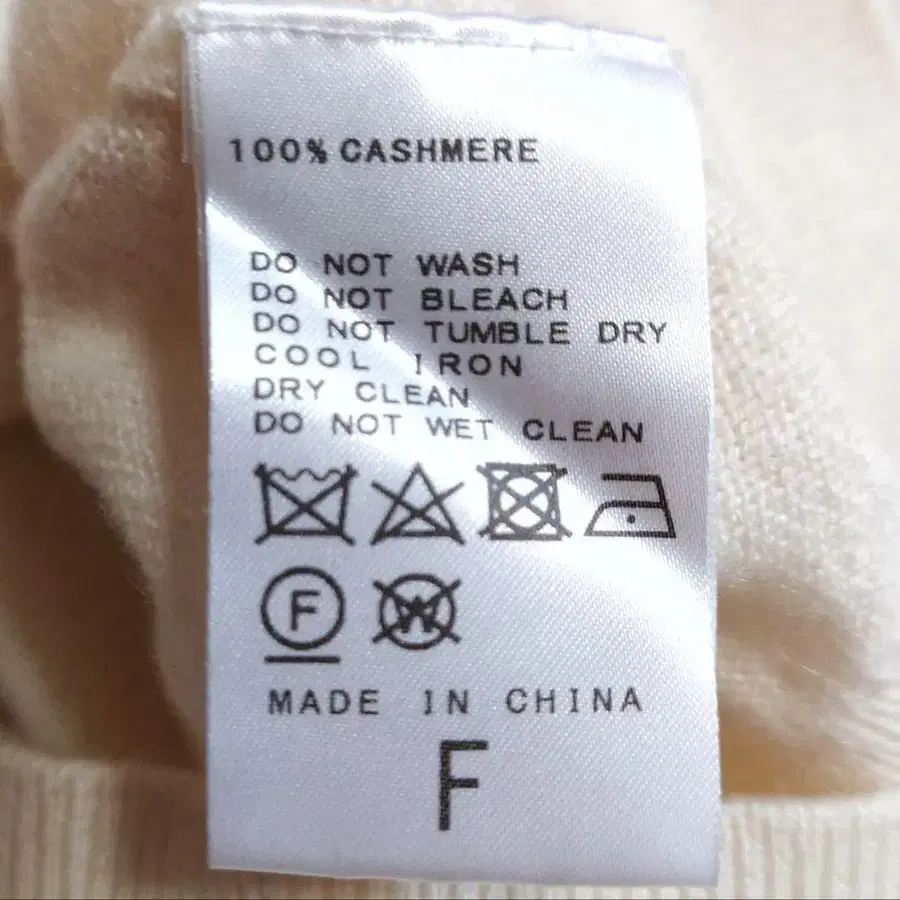 100% CASHMERE
DO NOT WASH
DO NOT BLEACH
DO NOT TUMBLE DRY
COOL IRON
DRY CLEAN
DO NOT WET CLEAN
F W
MADE IN CHINA
F